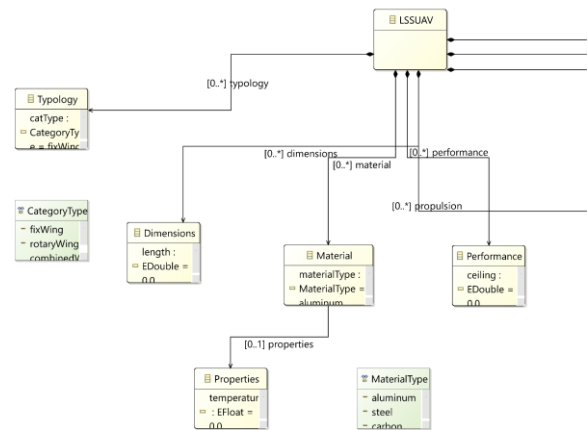 LSSUAV
[0..*] typology
Typology
catType :
CategoryTy
e = fixWing
[0..*] dimensions
[0..*] performance
[0..*] material
CategoryType
fixWing
rotaryWing
combinedW
[0..*] propulsion
Dimensions
length :
EDouble =
0.0
Material
materialType :
MaterialType =
aluminum
Performance
ceiling :
EDouble =
0.0
[0..1] properties
Properties
temperatur
: EFloat =
0.0
MaterialType
aluminum
steel
carbon